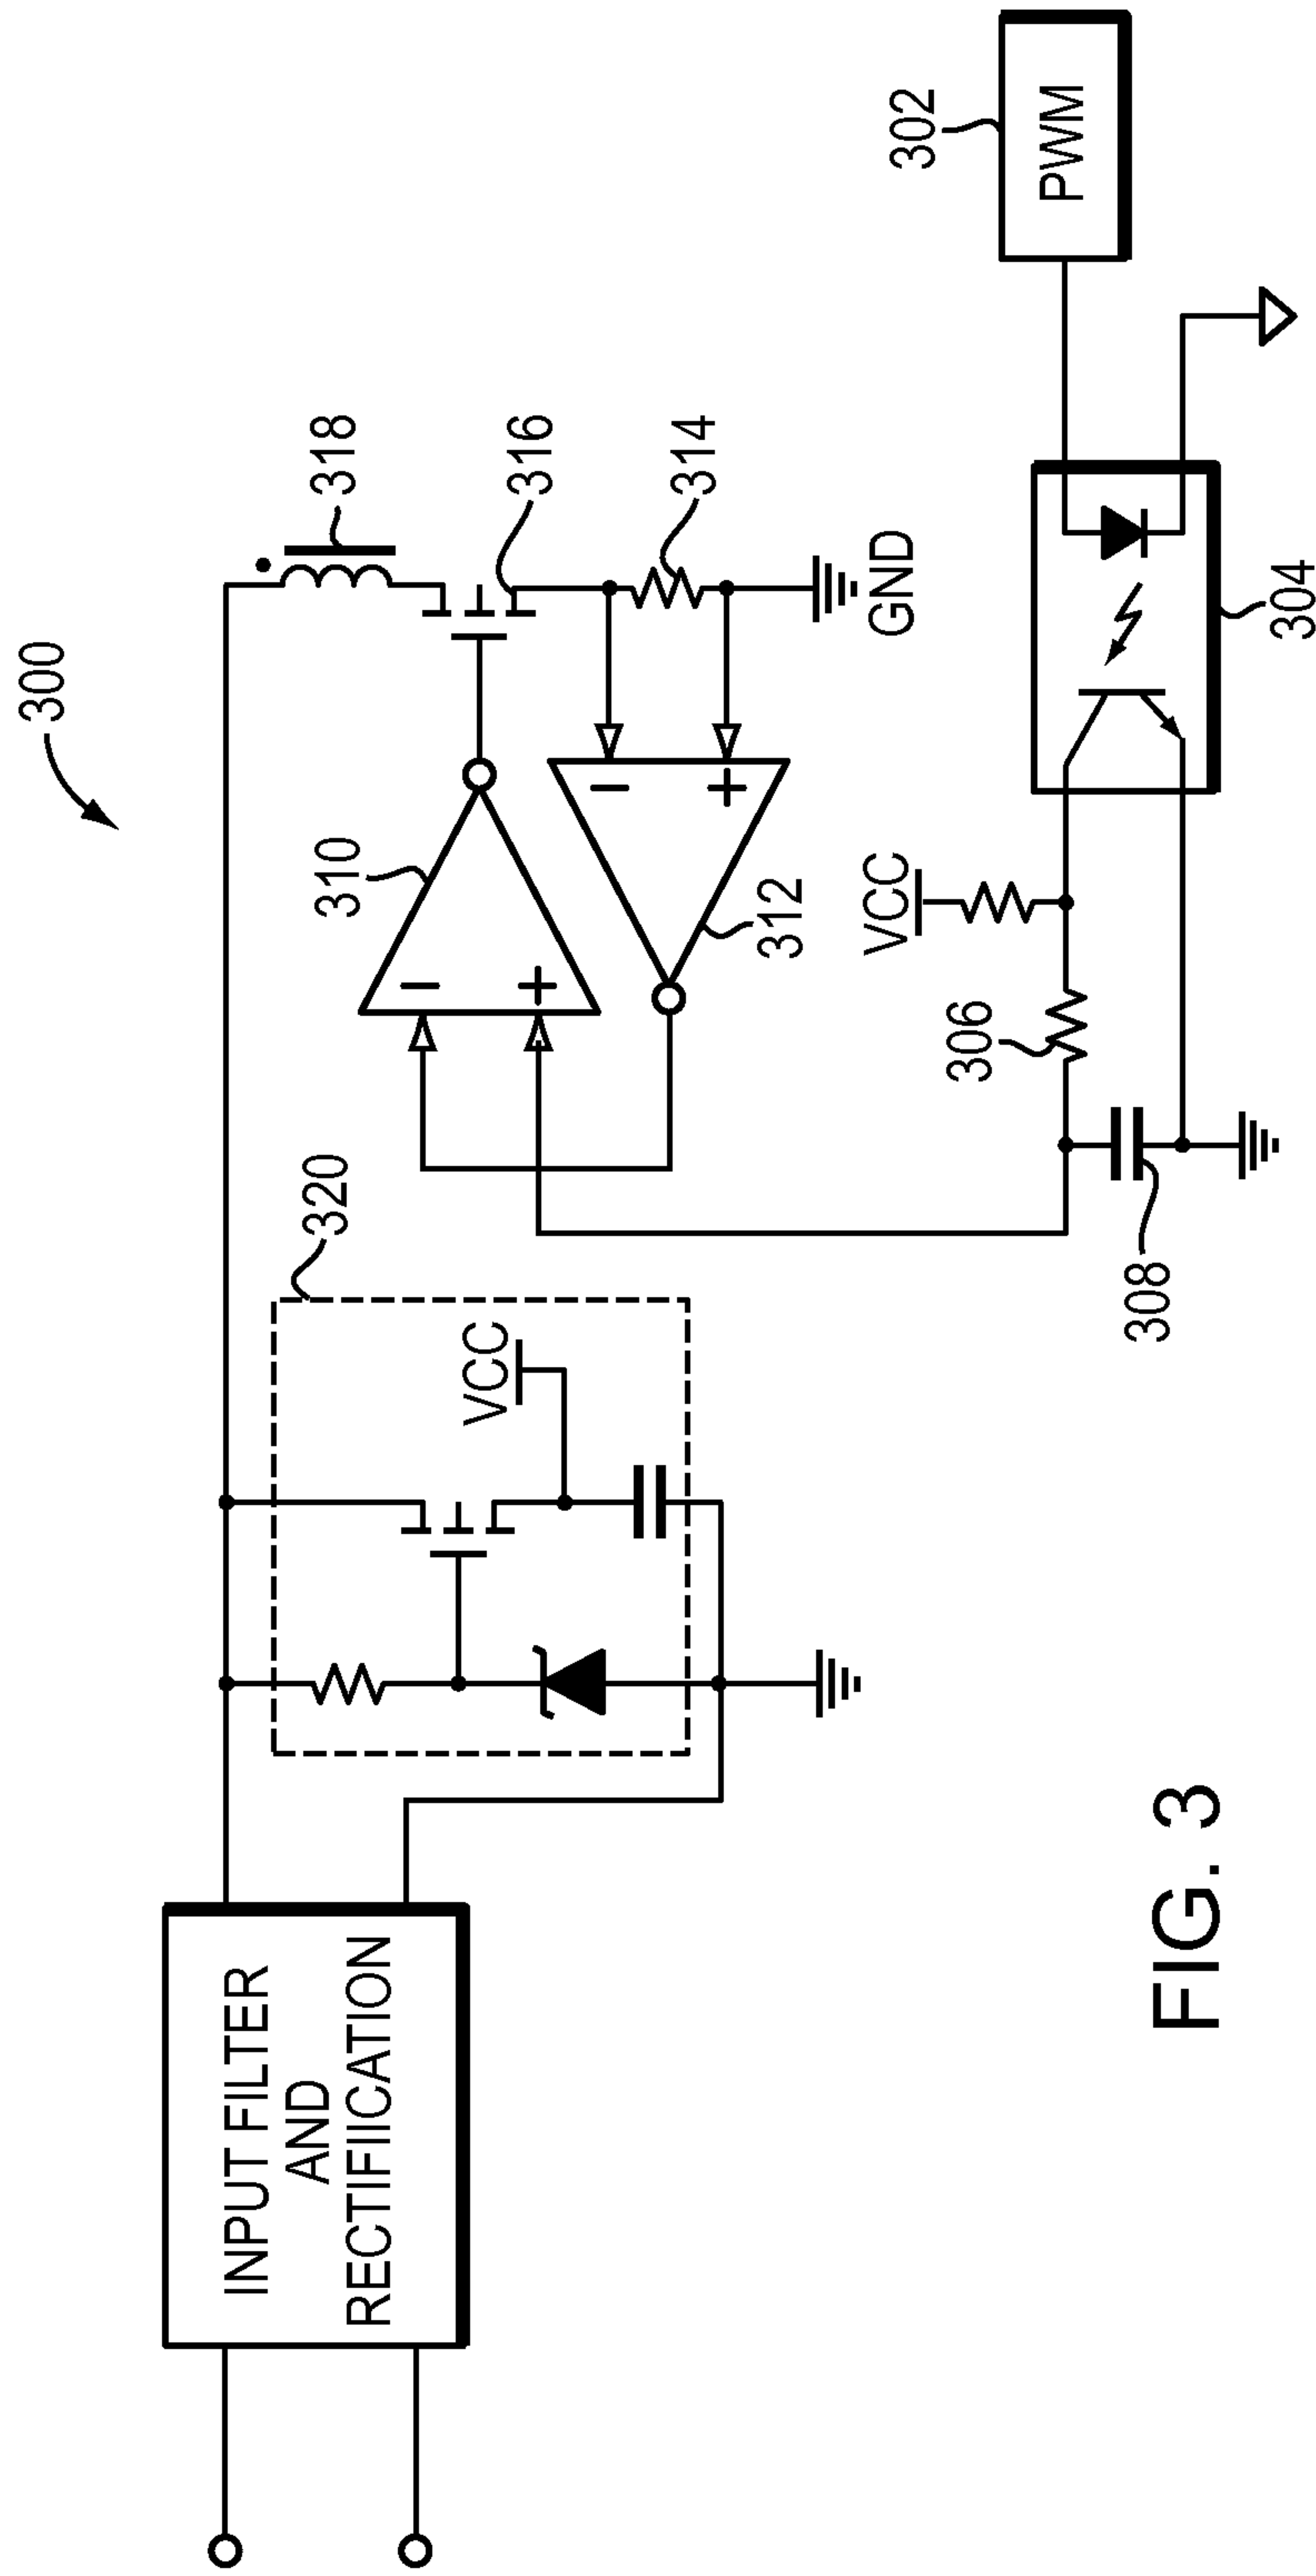 300
INPUT FILTER
AND
RECTIFIICATION
320
VCC
310
312
318
316
314
GND
VCC
306
308
304
302
PWM
FIG. 3